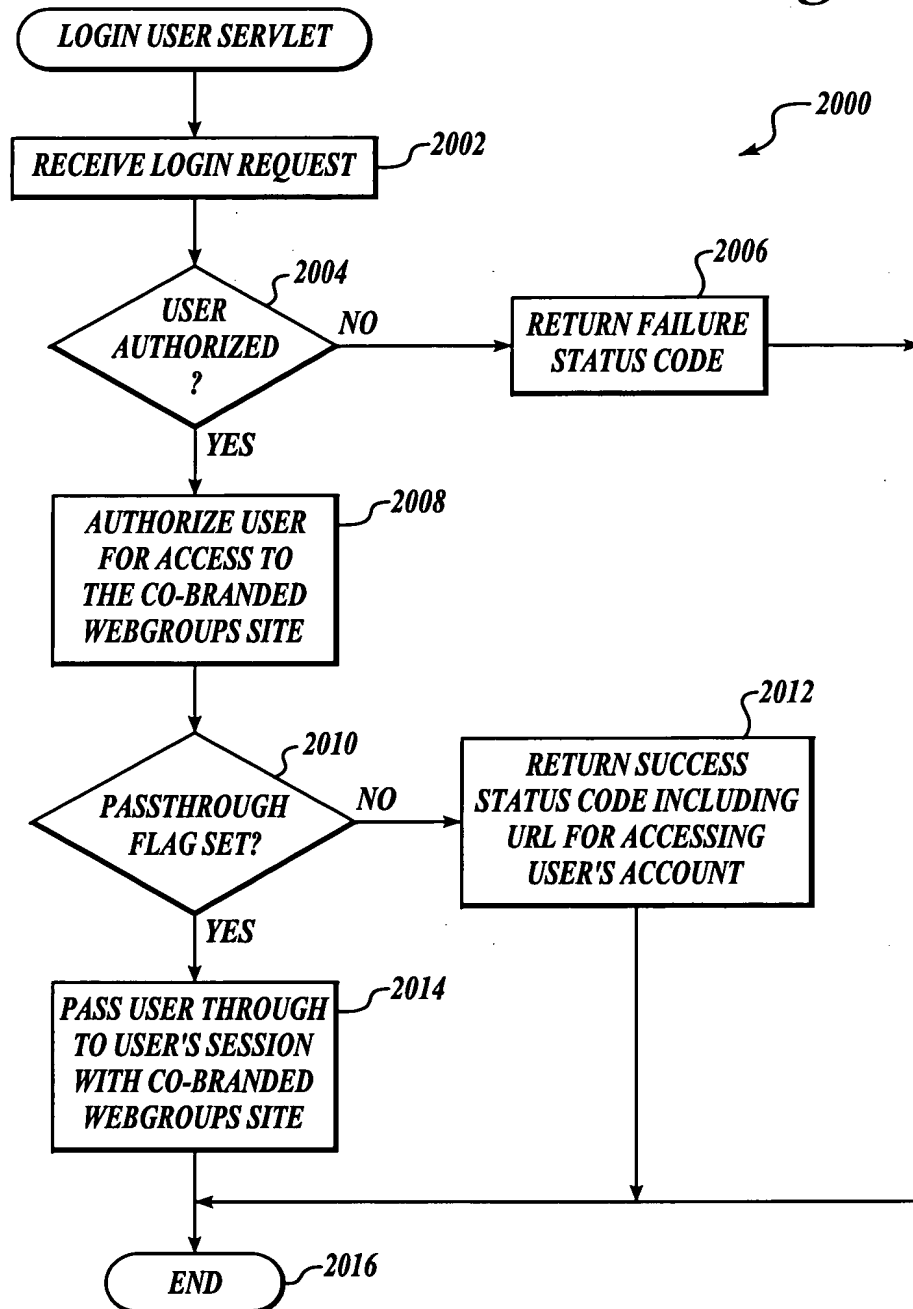 LOGIN USER SERVLET
2000
RECEIVE LOGIN REQUEST
2002
2004
USER
AUTHORIZED
?
NO
2006
RETURN FAILURE
STATUS CODE
YES
2008
AUTHORIZE USER
FOR ACCESS TO
THE CO-BRANDED
WEBGROUPS SITE
2010
PASSTHROUGH
FLAG SET?
NO
2012
RETURN SUCCESS
STATUS CODE INCLUDING
URL FOR ACCESSING
USER'S ACCOUNT
YES
2014
PASS USER THROUGH
TO USER'S SESSION
WITH CO-BRANDED
WEBGROUPS SITE
END
2016